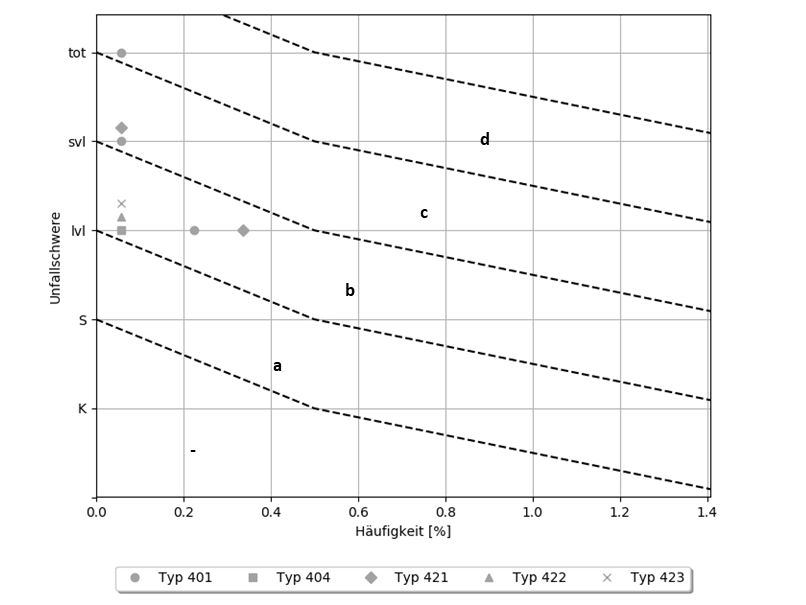 tot
svl
lvl
S
K
Unfallschwere
d
c
b
a
-
0.0 0.2 0.4 0.6 0.8 1.0 1.2 1.4
Häufigkeit [%]
Typ 401 Typ 404 Typ 421 Typ 422 Typ 423